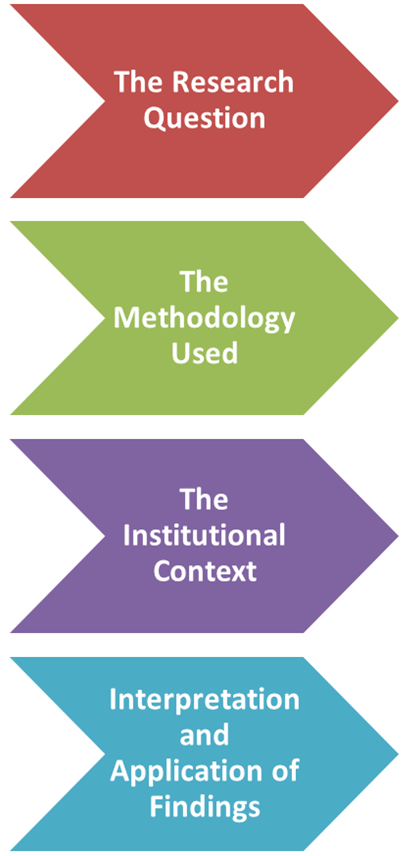 The Research
Question
The
Methodology
Used
The
Institutional
Context
Interpretation
and
Application of
Findings